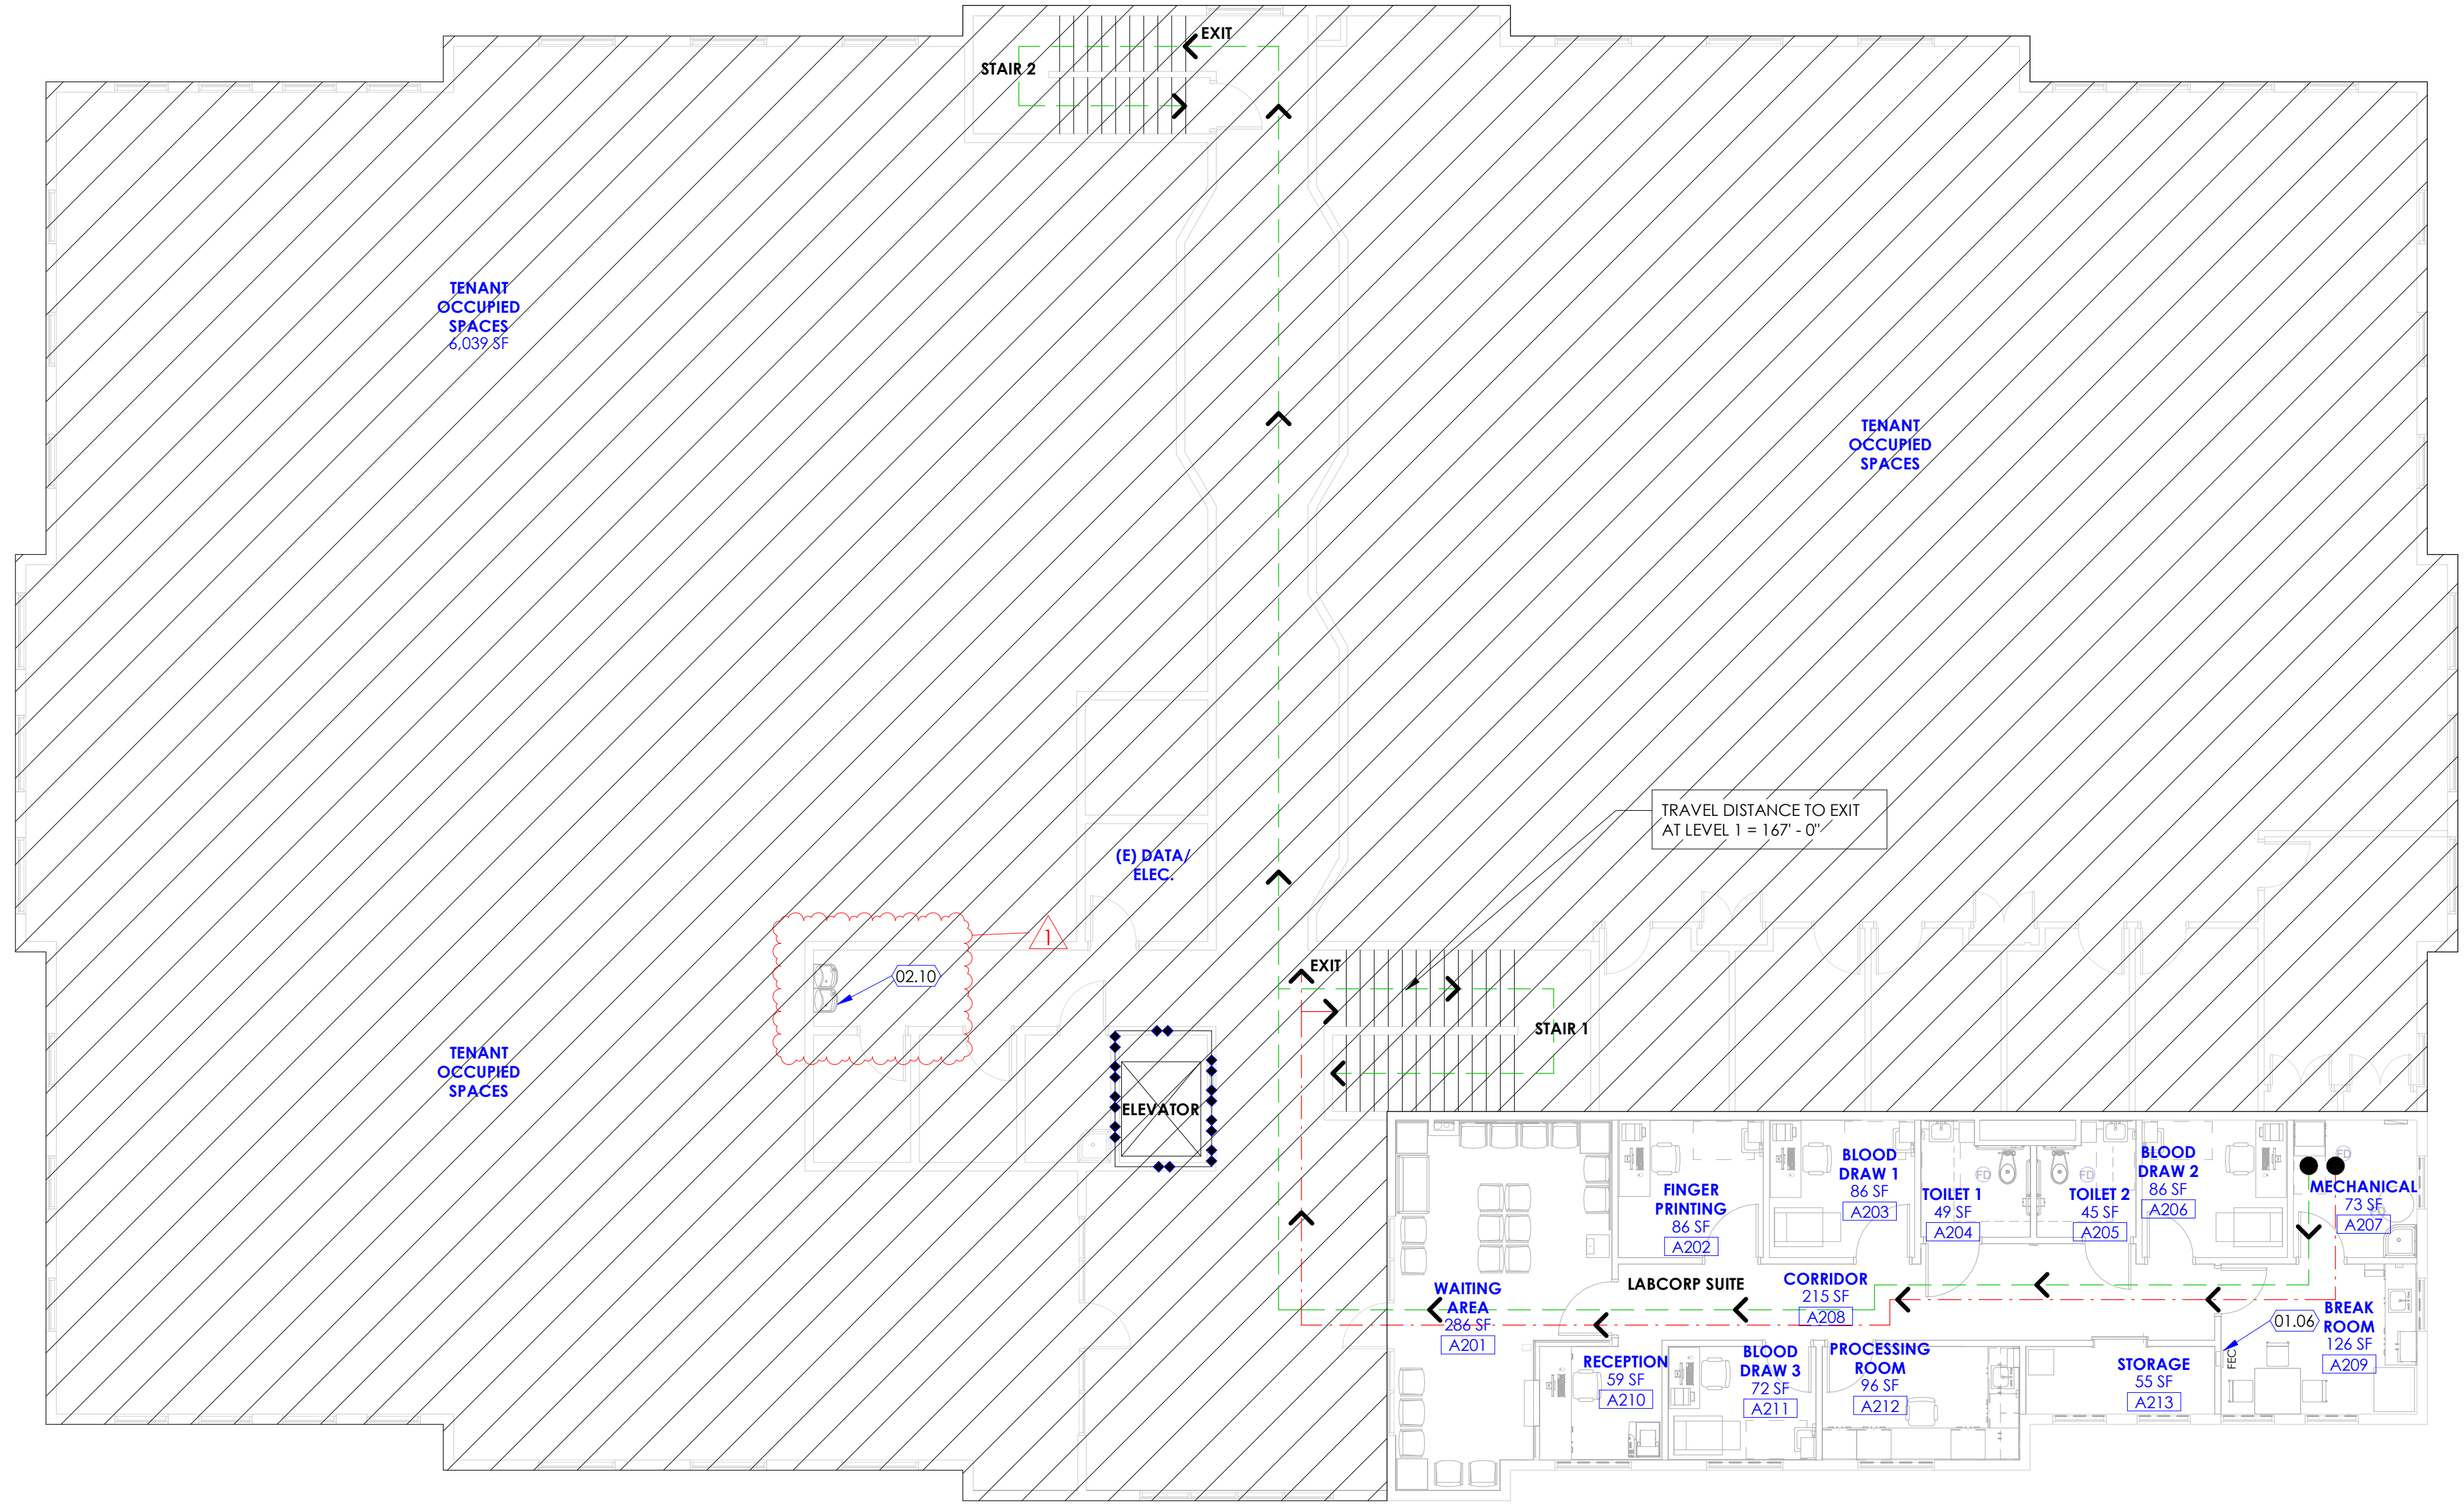 EXIT
STAIR 2
TENANT
OCCUPIED
SPACES
6,039 SF
TENANT
OCCUPIED
SPACES
TRAVEL DISTANCE TO EXIT
AT LEVEL 1 = 167' - 0"
(E) DATA/
ELEC.
1
02.10
EXIT
STAIR 1
TENANT
OCCUPIED
SPACES
ELEVATOR
FINGER
PRINTING
86 SF
A202
BLOOD
DRAW 1
86 SF
A203
FD
TOILET 1
49 SF
A204
FD
TOILET 2
45 SF
A205
BLOOD
DRAW 2
86 SF
A206
FD
MECHANICAL
73 SF
A207
FD
LABCORP SUITE
CORRIDOR
215 SF
A208
WAITING
AREA
286 SF
A201
01.06
BREAK
ROOM
126 SF
A209
FEC
RECEPTION
59 SF
A210
BLOOD
DRAW 3
72 SF
A211
PROCESSING
ROOM
96 SF
A212
STORAGE
55 SF
A213